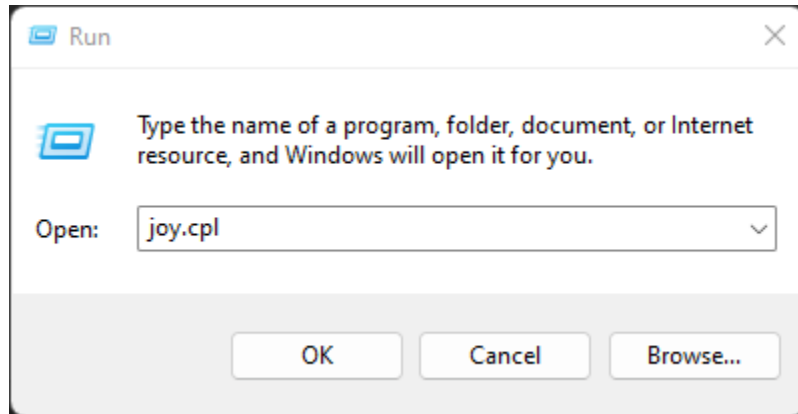 Run
Type the name of a program, folder, document, or Internet
resource, and Windows will open it for you.
Open: joy.cpl
OK Cancel Browse...